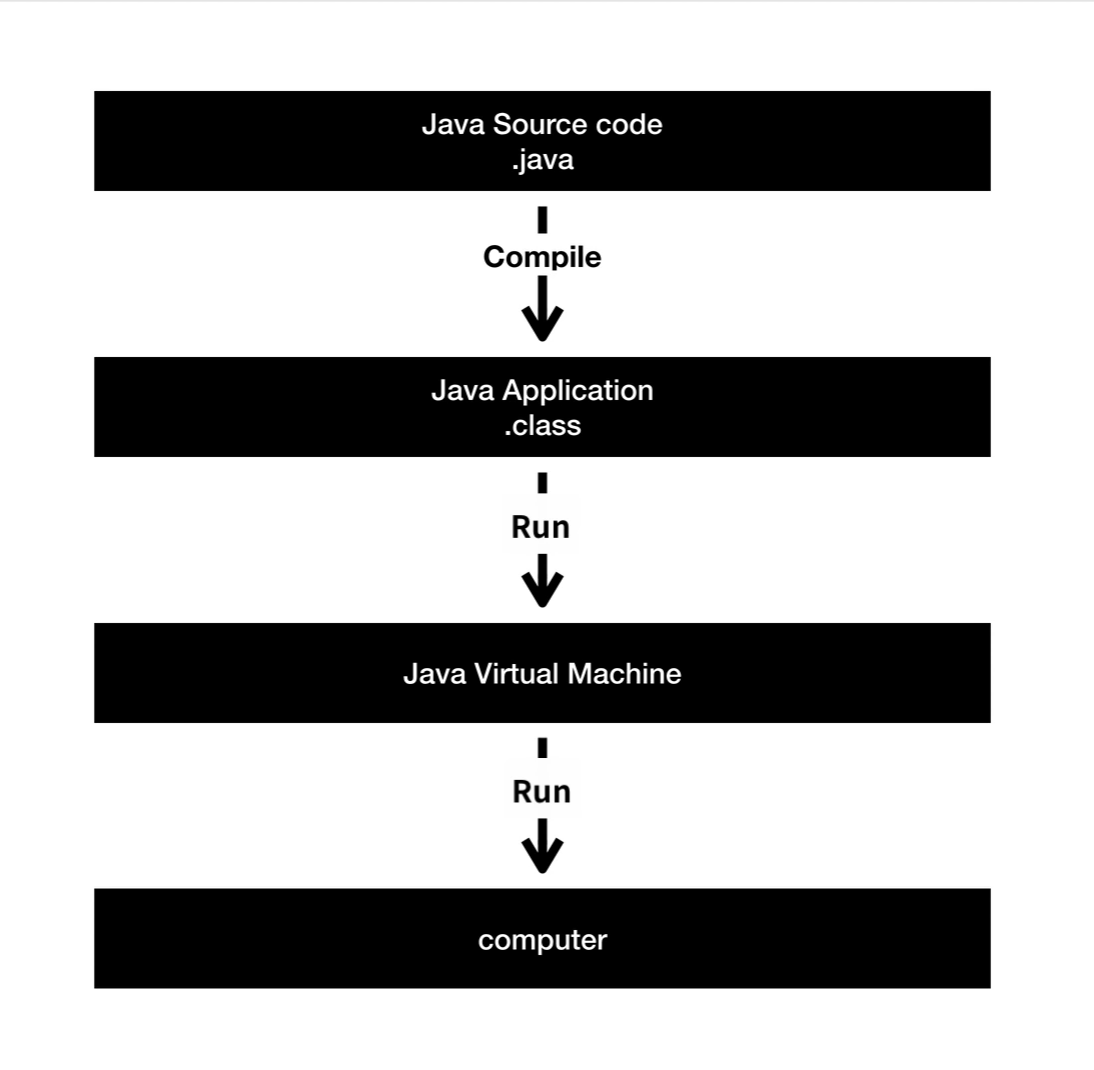 Java Source code
.java
Compile
Java Application
.class
Run
Java Virtual Machine
Run
computer